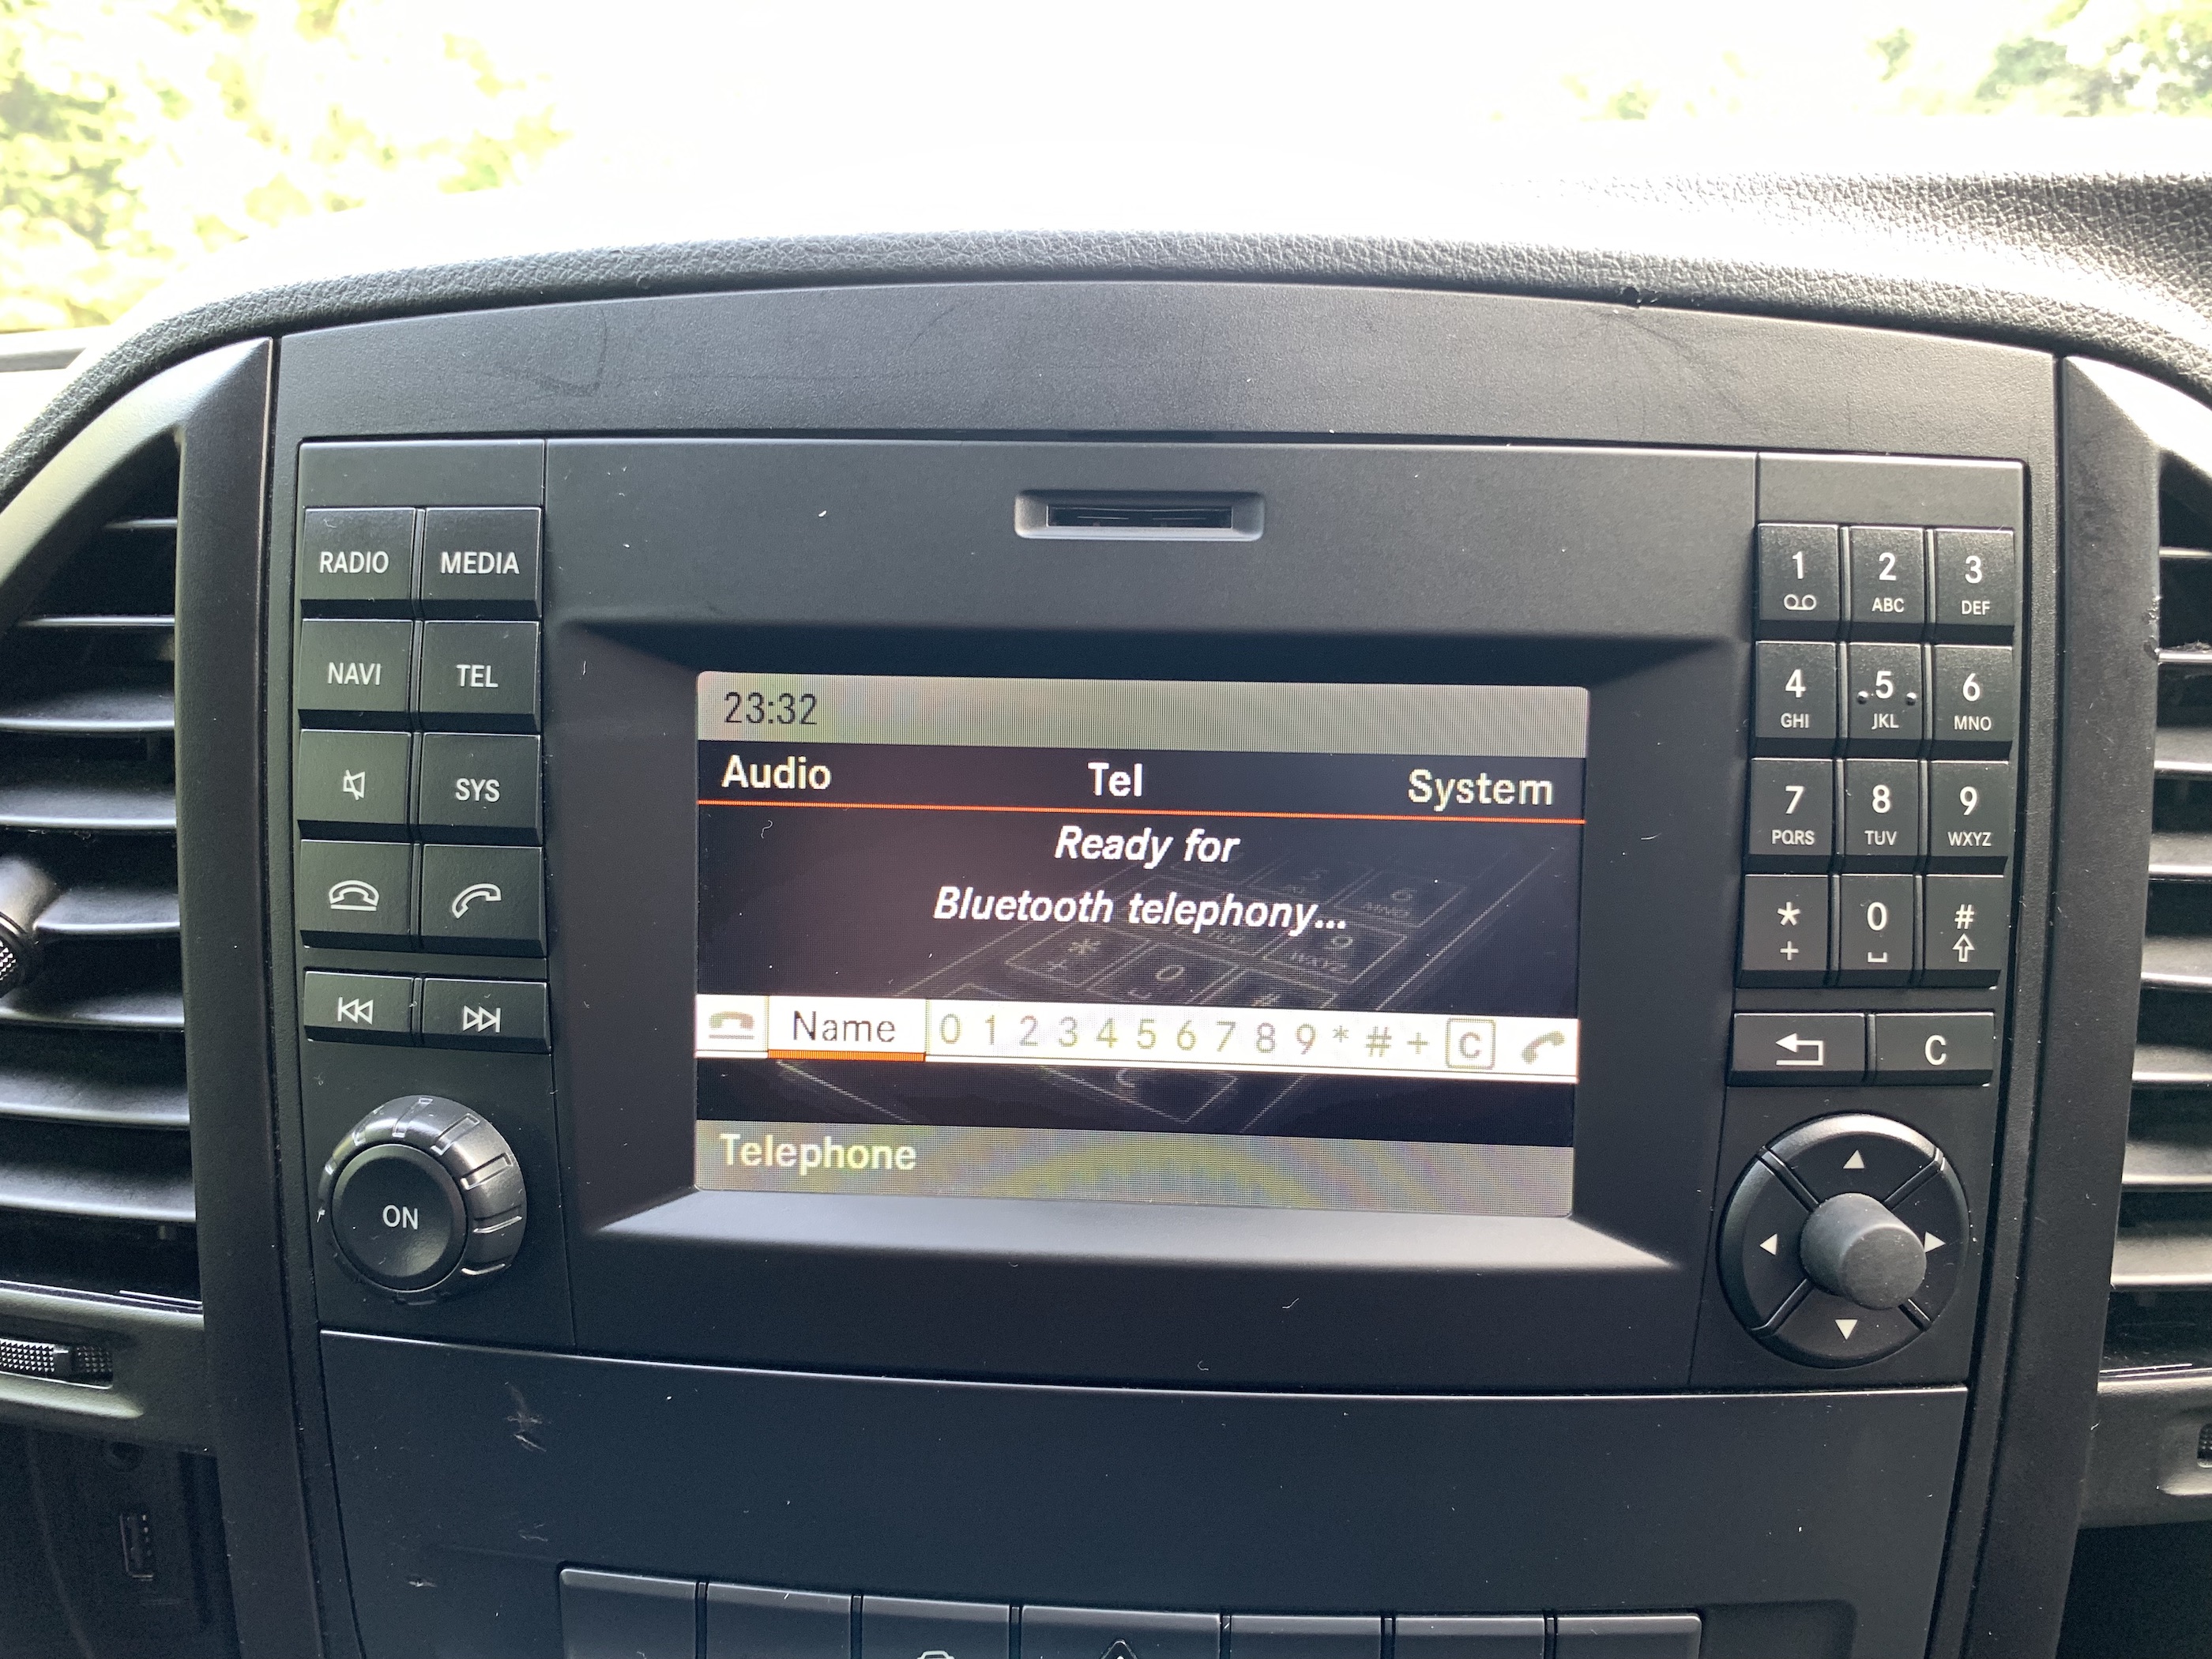 RADIO MEDIA
NAVI TEL
SYS
ON
23:32
Audio Tel System
Ready for
Bluetooth telephony...
Name 0 1 2 3 4 5 6 7 8 9 * # + C
Telephone
1 2 3
ABC DEF
4 5 6
GHI JKL MNO
7 8 9
PQRS TUV WXYZ
* 0 #
+
C